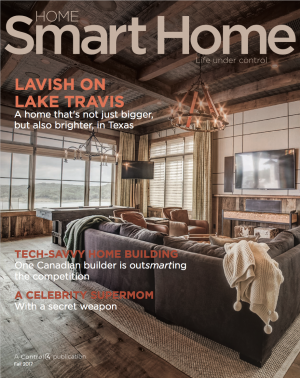 HOME
Smart Home
Life under control
LAVISH ON
LAKE TRAVIS
A home that's not just bigger,
but also brighter, in Texas
TECH-SAVVY HOME BUILDING
One Canadian builder is outsmarting
the competition
A CELEBRITY SUPERMOM
With a secret weapon
A Control4 publication
Fall 2017